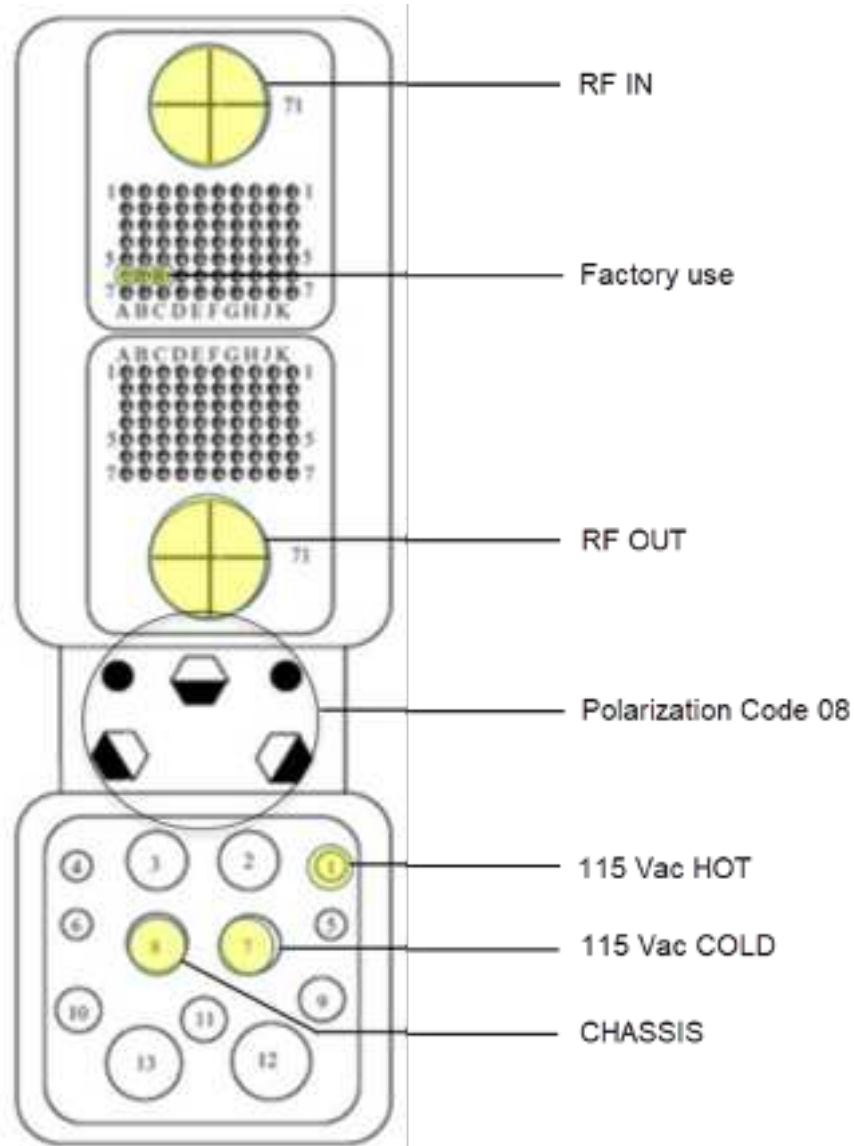 RF IN
71
1 1
5 5
Factory use
7 7
A B C D E F G H J K
A B C D E F G H J K
1 1
5 5
7 7
RF OUT
71
Polarization Code 08
4 3 2 1
115 Vac HOT
6 8 7 5
115 Vac COLD
10 11 9
CHASSIS
13 12